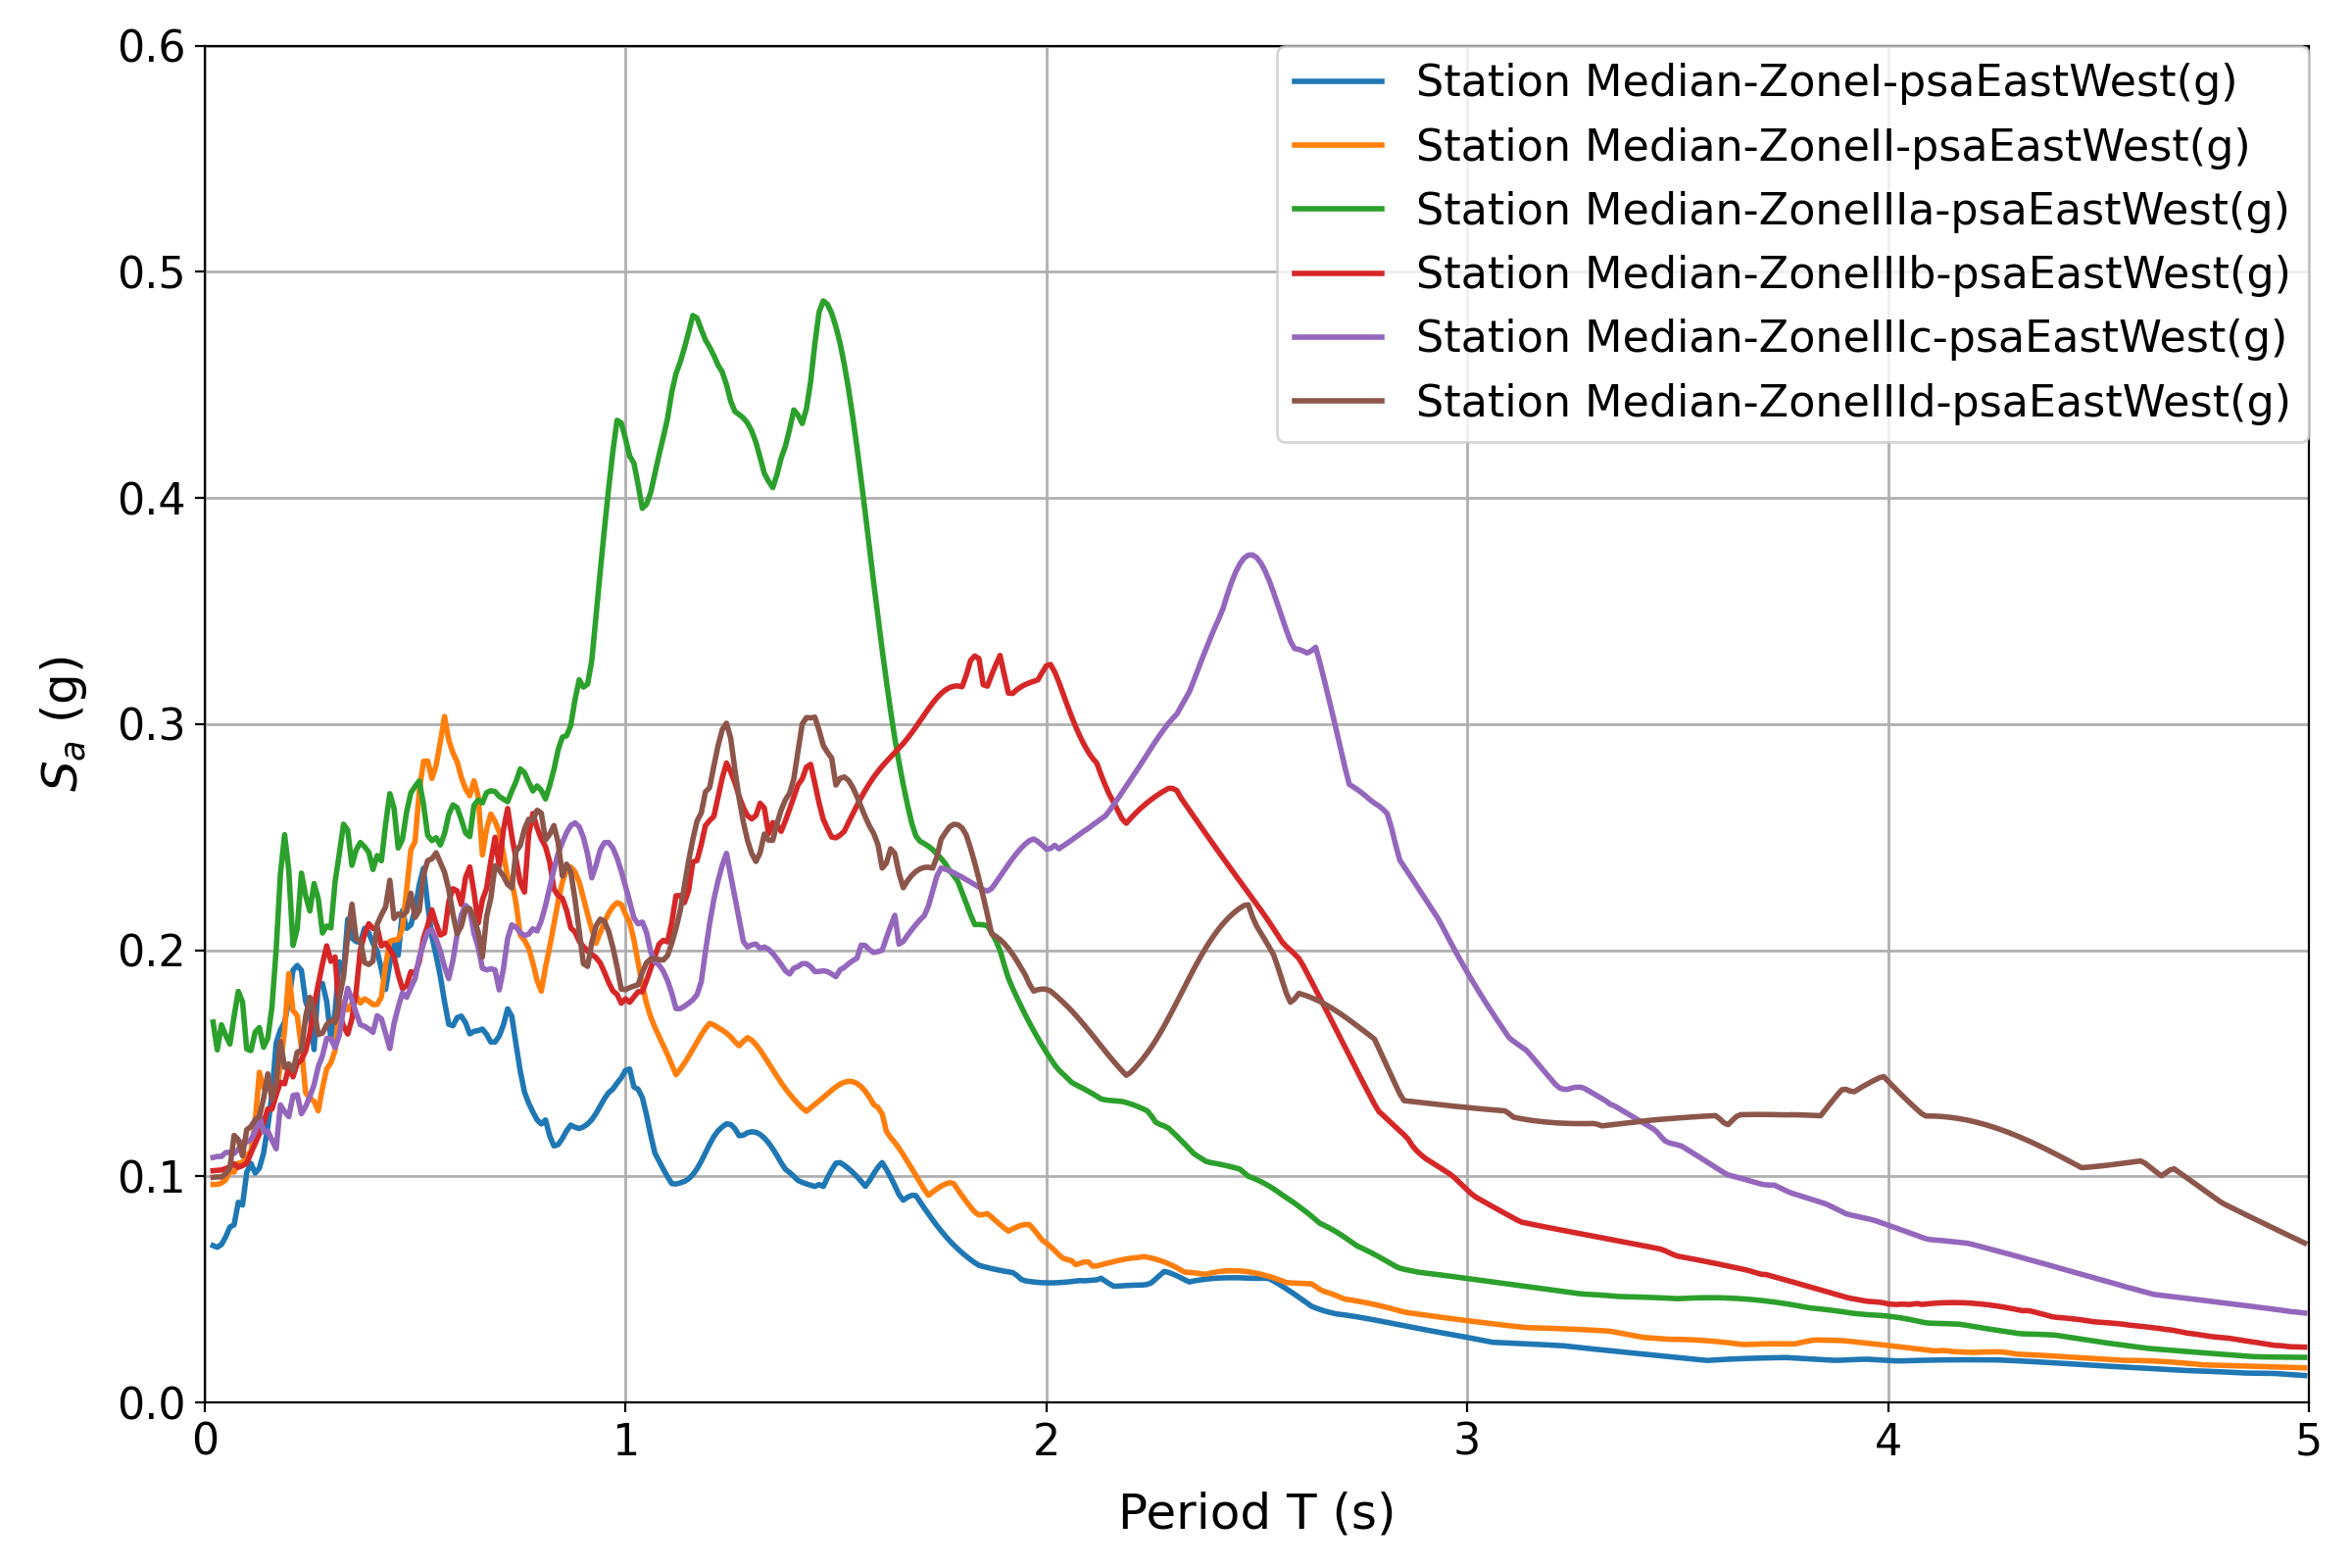 0.6
0.5
0.4
0.3
0.2
0.1
0.0
Sa (g)
0 1 2 3 4 5
Period T (s)
Station Median-ZoneI-psaEastWest(g)
Station Median-ZoneII-psaEastWest(g)
Station Median-ZoneIIIa-psaEastWest(g)
Station Median-ZoneIIIb-psaEastWest(g)
Station Median-ZoneIIIc-psaEastWest(g)
Station Median-ZoneIIId-psaEastWest(g)